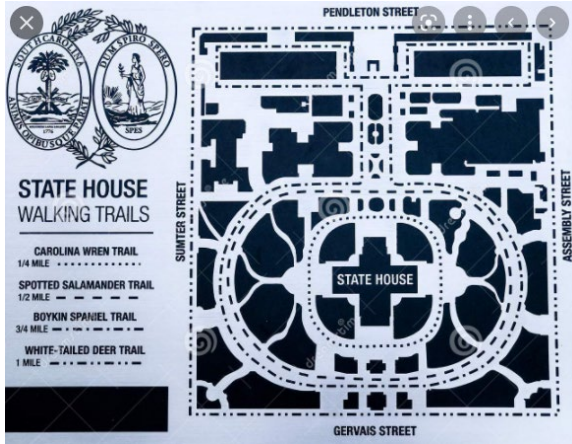 SOUTH CAROLINA
ANIMIS OPIBUSQUE PARATI
1776
DUM SPIRO SPERO
SPES
STATE HOUSE
WALKING TRAILS
CAROLINA WREN TRAIL
1/4 MILE
SPOTTED SALAMANDER TRAIL
1/2 MILE
BOYKIN SPANIEL TRAIL
3/4 MILE
WHITE-TAILED DEER TRAIL
1 MILE
PENDLETON STREET
SUMTER STREET
ASSEMBLY STREET
STATE HOUSE
GERVAIS STREET